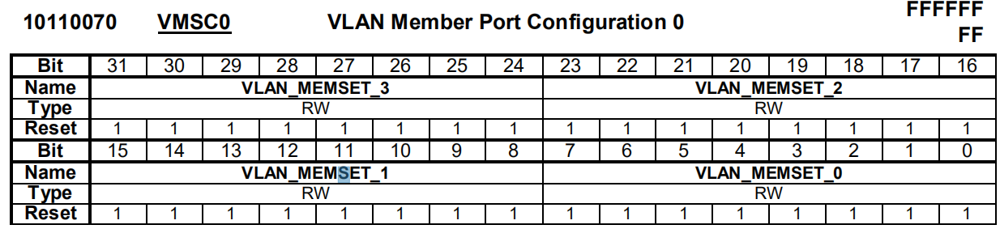 10110070 VMSC0 VLAN Member Port Configuration 0 FFFFFF
FF
Bit 31 30 29 28 27 26 25 24 23 22 21 20 19 18 17 16
Name VLAN_MEMSET_3 VLAN_MEMSET_2
Type RW RW
Reset 1 1 1 1 1 1 1 1 1 1 1 1 1 1 1 1
Bit 15 14 13 12 11 10 9 8 7 6 5 4 3 2 1 0
Name VLAN_MEMSET_1 VLAN_MEMSET_0
Type RW RW
Reset 1 1 1 1 1 1 1 1 1 1 1 1 1 1 1 1